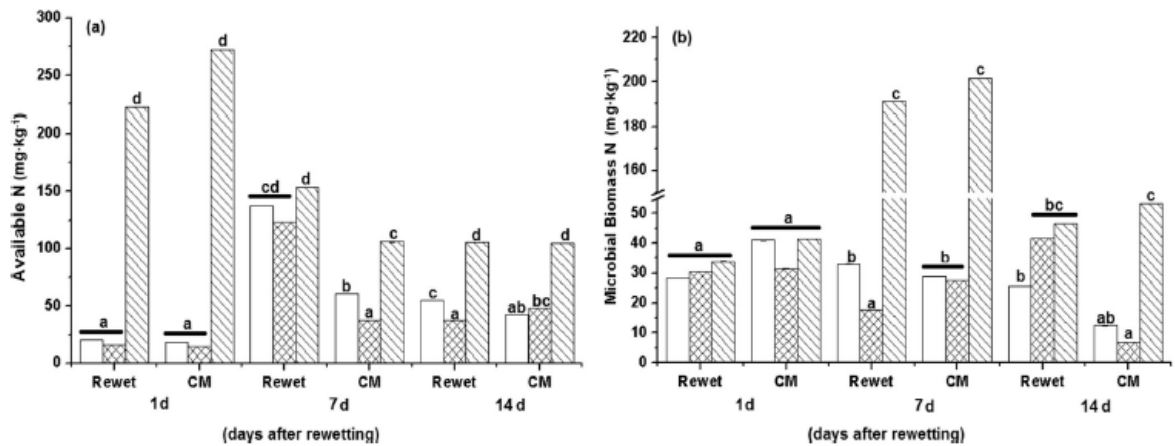 (a)
Available N (mg·kg⁻¹)
300
250
200
150
100
50
0
a
d
a
d
cd
d
b
a
c
c
a
d
ab
bc
d
Rewet CM Rewet CM Rewet CM
1d 7d 14 d
(days after rewetting)
(b)
Microbial Biomass N (mg·kg⁻¹)
220
200
180
160
50
40
30
20
10
0
a
a
b
a
c
b
c
b
bc
ab
a
c
Rewet CM Rewet CM Rewet CM
1d 7d 14 d
(days after rewetting)